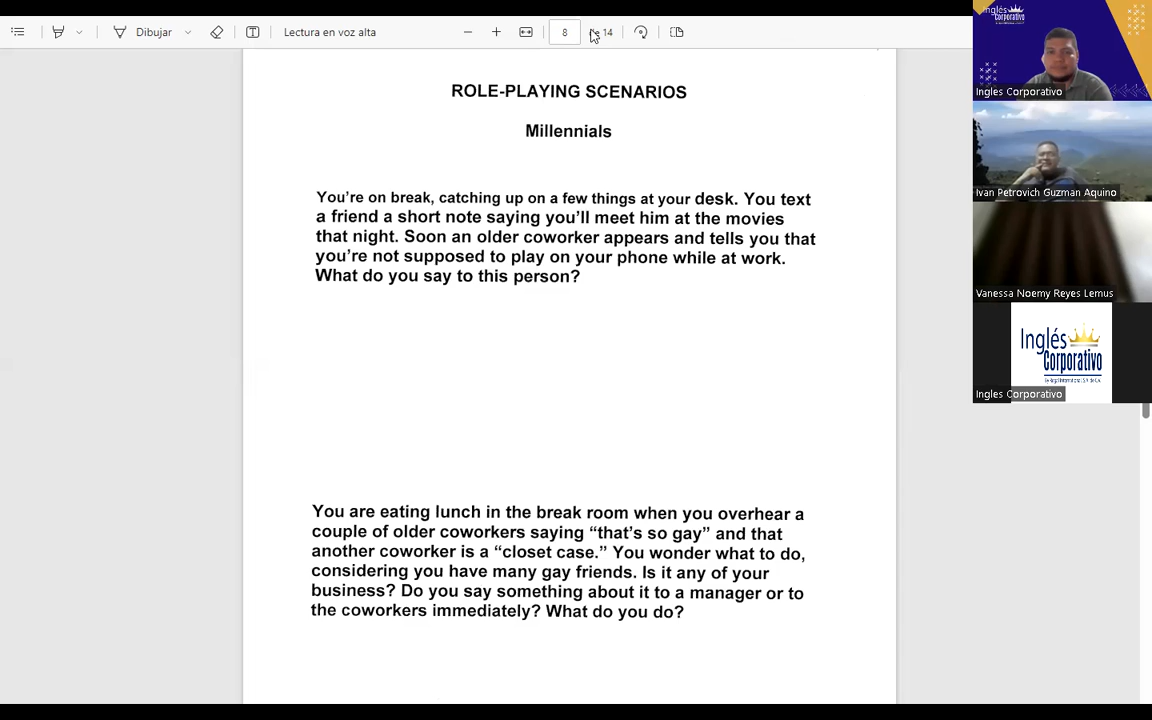 Dibujar
Lectura en voz alta
8
de 14
ROLE-PLAYING SCENARIOS
Millennials
You're on break, catching up on a few things at your desk. You text
a friend a short note saying you'll meet him at the movies
that night. Soon an older coworker appears and tells you that
you're not supposed to play on your phone while at work.
What do you say to this person?
You are eating lunch in the break room when you overhear a
couple of older coworkers saying “that's so gay” and that
another coworker is a “closet case.” You wonder what to do,
considering you have many gay friends. Is it any of your
business? Do you say something about it to a manager or to
the coworkers immediately? What do you do?
Inglés
Corporativo
Ingles Corporativo
Ivan Petrovich Guzman Aquino
Vanessa Noemy Reyes Lemus
Inglés
Corporativo
Ingles Corporativo